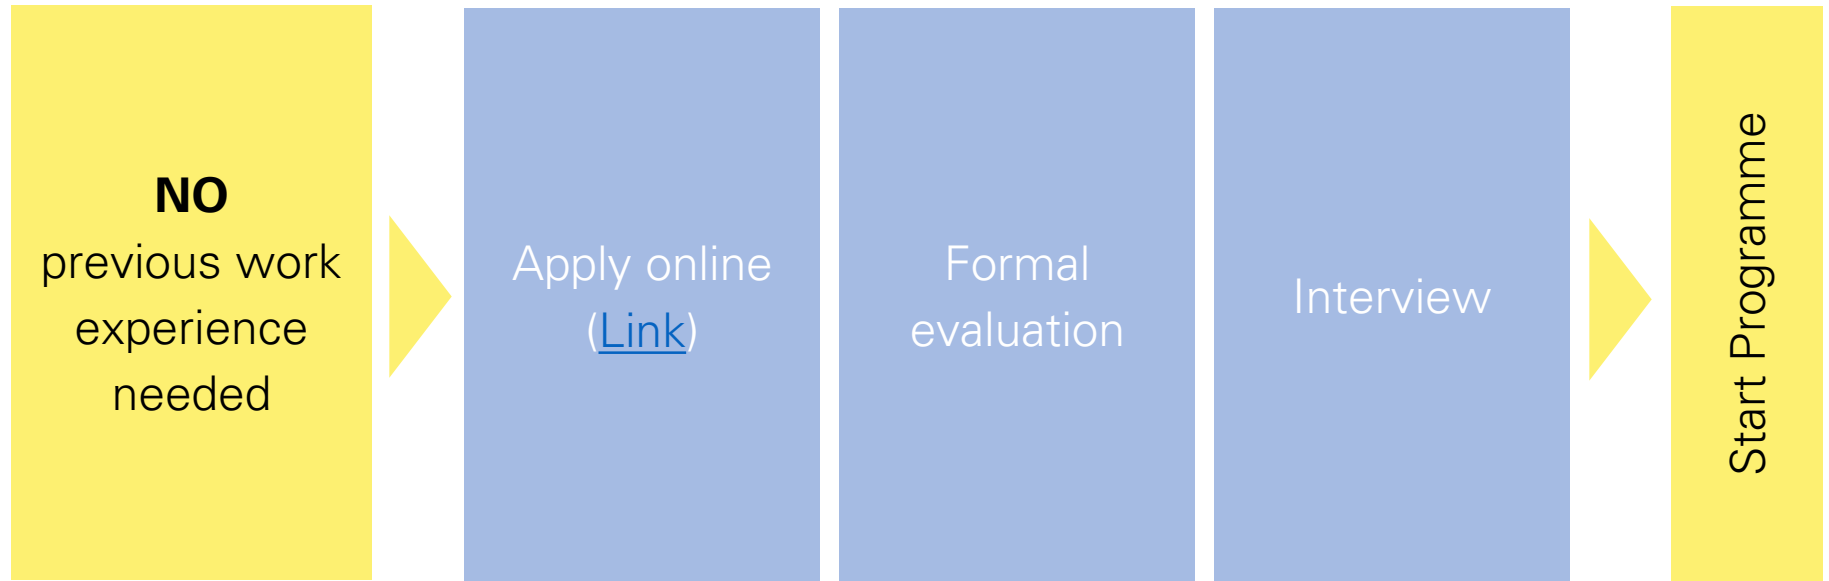 NO
previous work
experience
needed
Apply online
(Link)
Formal
evaluation
Interview
Start Programme